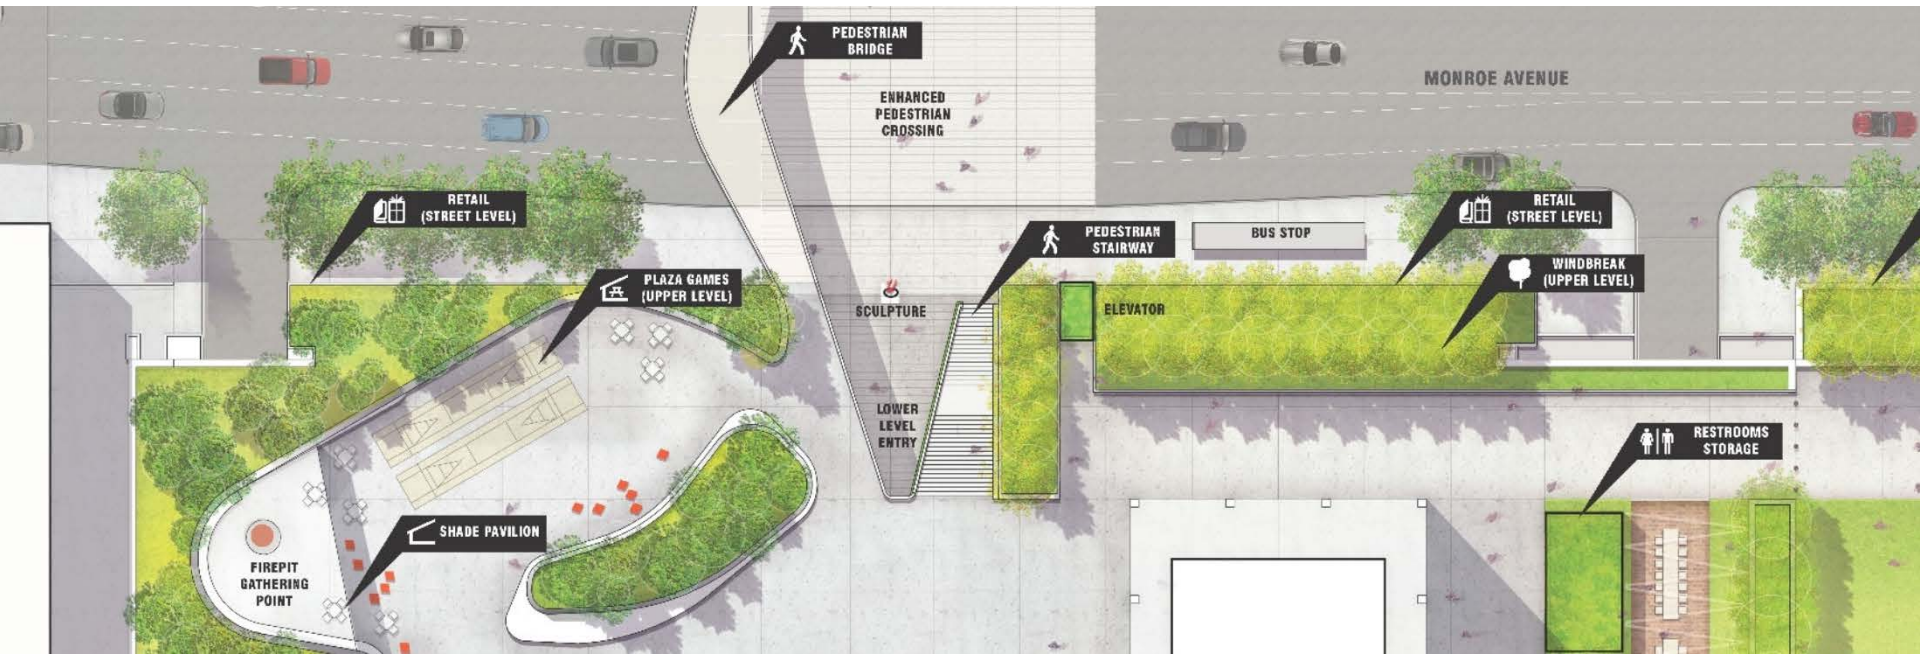 PEDESTRIAN
BRIDGE
MONROE AVENUE
ENHANCED
PEDESTRIAN
CROSSING
RETAIL
(STREET LEVEL)
RETAIL
(STREET LEVEL)
PEDESTRIAN
STAIRWAY
BUS STOP
WINDBREAK
(UPPER LEVEL)
PLAZA GAMES
(UPPER LEVEL)
SCULPTURE
ELEVATOR
LOWER
LEVEL
ENTRY
RESTROOMS
STORAGE
SHADE PAVILION
FIREPIT
GATHERING
POINT